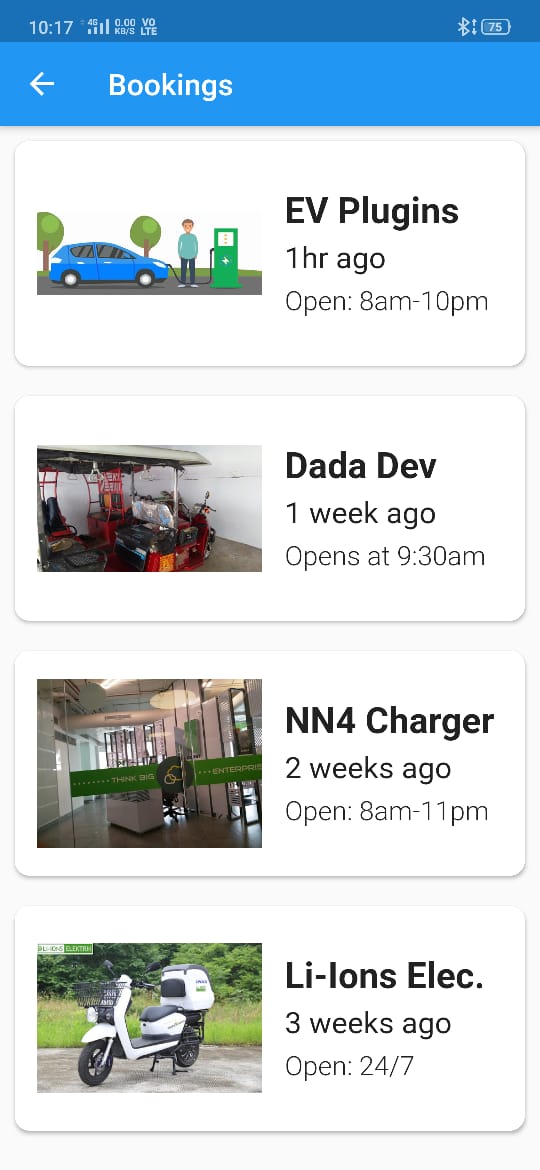 10:17 4G 0.00 KB/S VO LTE 75
Bookings
EV Plugins
1hr ago
Open: 8am-10pm
Dada Dev
1 week ago
Opens at 9:30am
NN4 Charger
2 weeks ago
Open: 8am-11pm
THINK BIG
ENTERPRIS
LI-IONS ELEKTRIK
Li-Ions Elec.
3 weeks ago
Open: 24/7